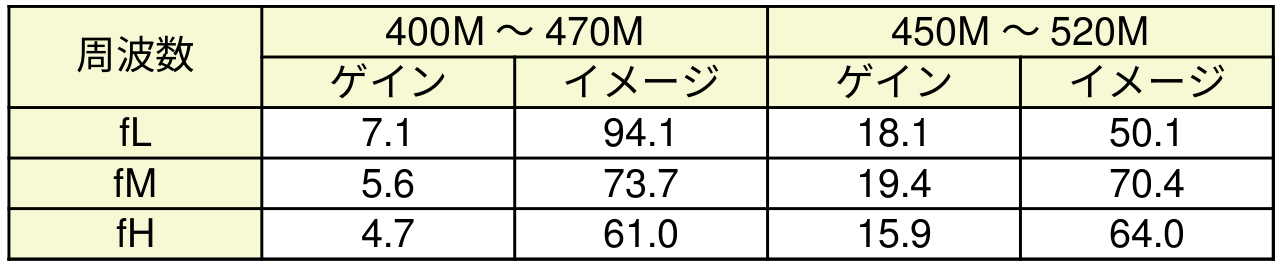 周波数 400M ～ 470M 450M ～ 520M
ゲイン イメージ ゲイン イメージ
fL 7.1 94.1 18.1 50.1
fM 5.6 73.7 19.4 70.4
fH 4.7 61.0 15.9 64.0